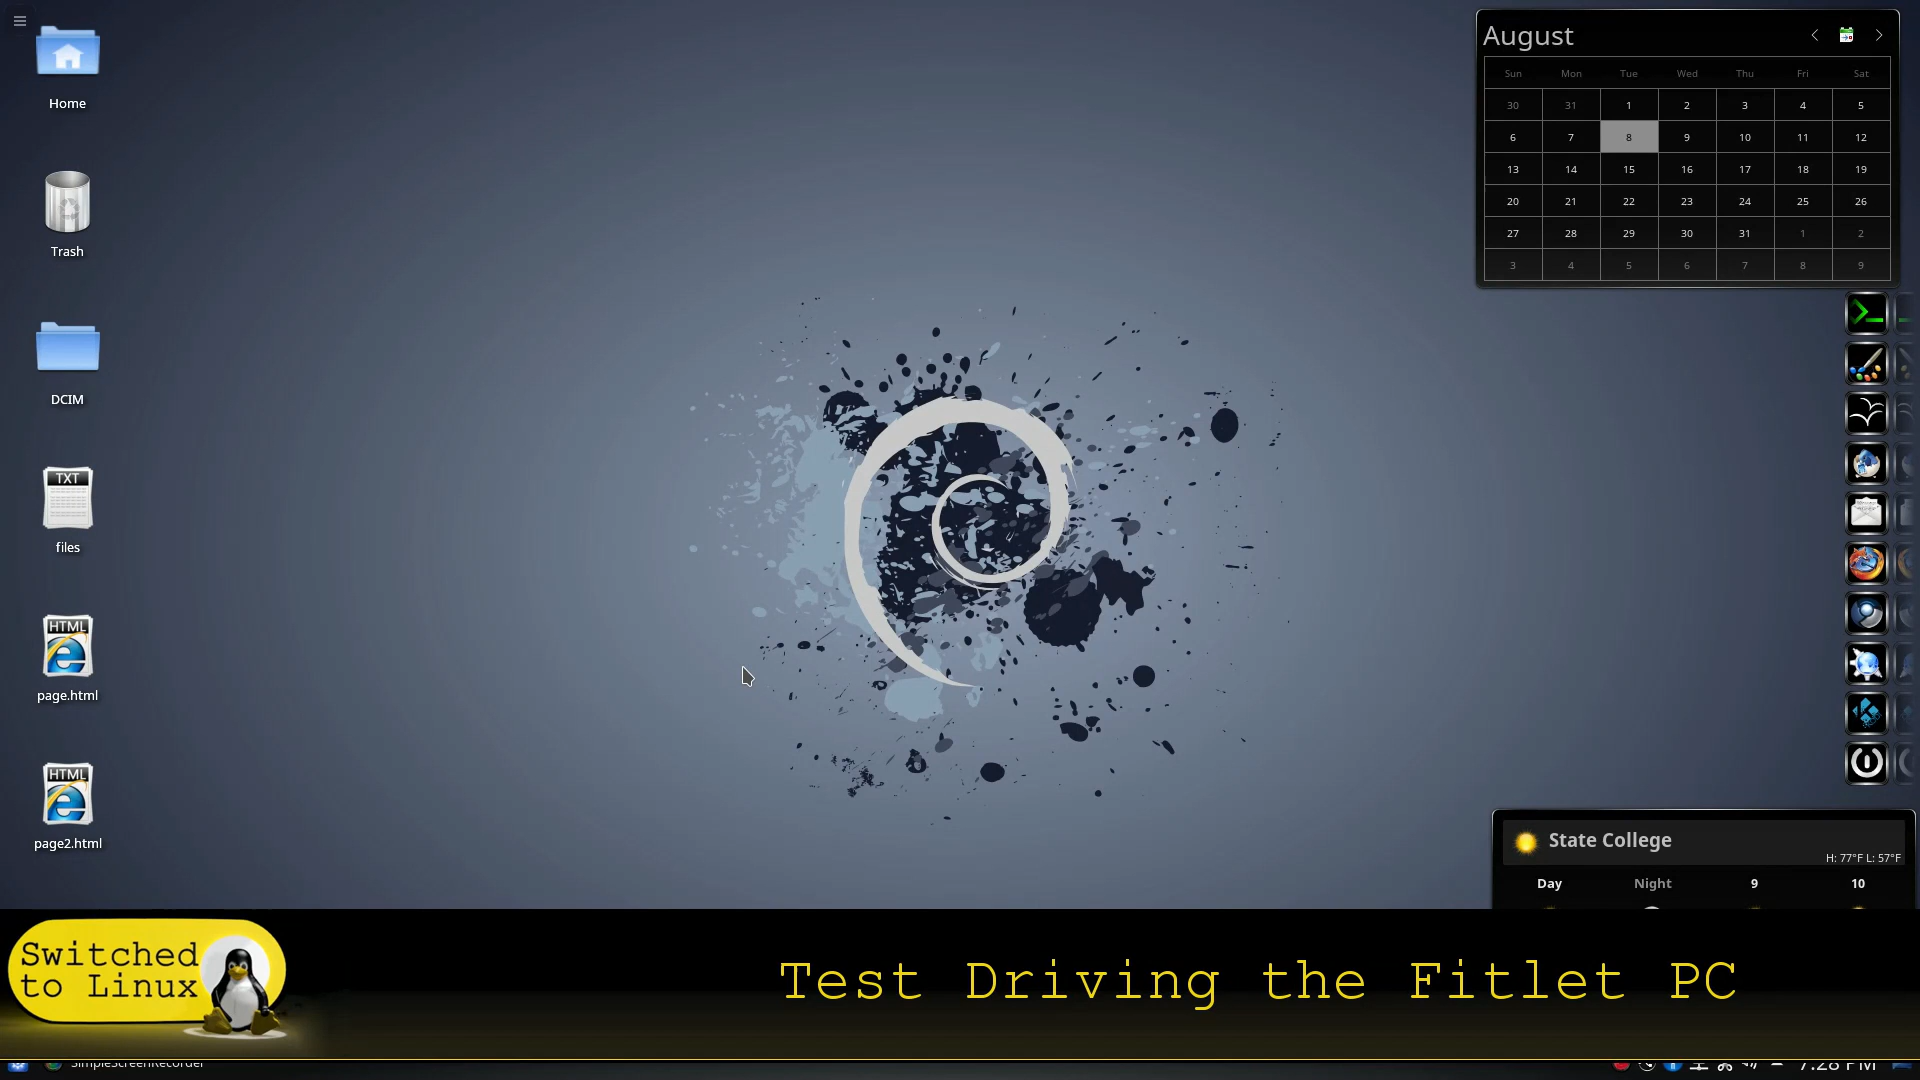 Home
Trash
DCIM
TXT
files
HTML
page.html
HTML
page2.html
August
Sun Mon Tue Wed Thu Fri Sat
30 31 1 2 3 4 5
6 7 8 9 10 11 12
13 14 15 16 17 18 19
20 21 22 23 24 25 26
27 28 29 30 31 1 2
3 4 5 6 7 8 9
State College
H: 77°F L: 57°F
Day Night 9 10
Switched
to Linux
Test Driving the Fitlet PC
SimpleScreenRecorder
7:28 PM